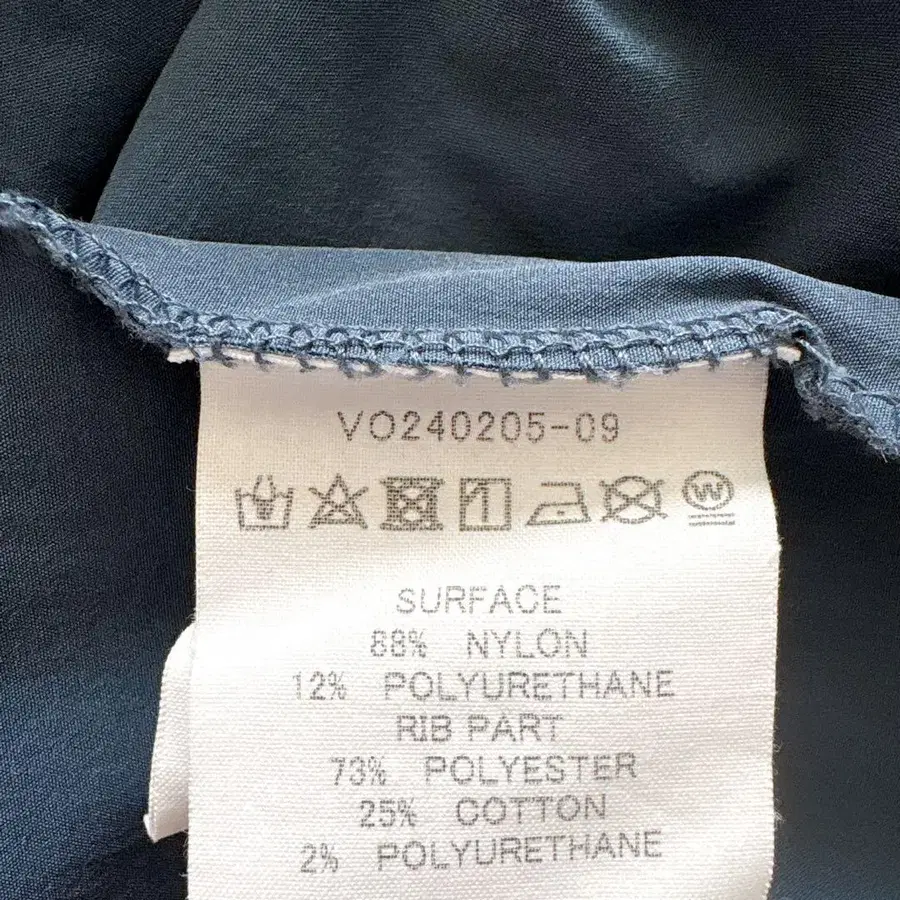 VO240205-09
W
SURFACE
88% NYLON
12% POLYURETHANE
RIB PART
73% POLYESTER
25% COTTON
2% POLYURETHANE